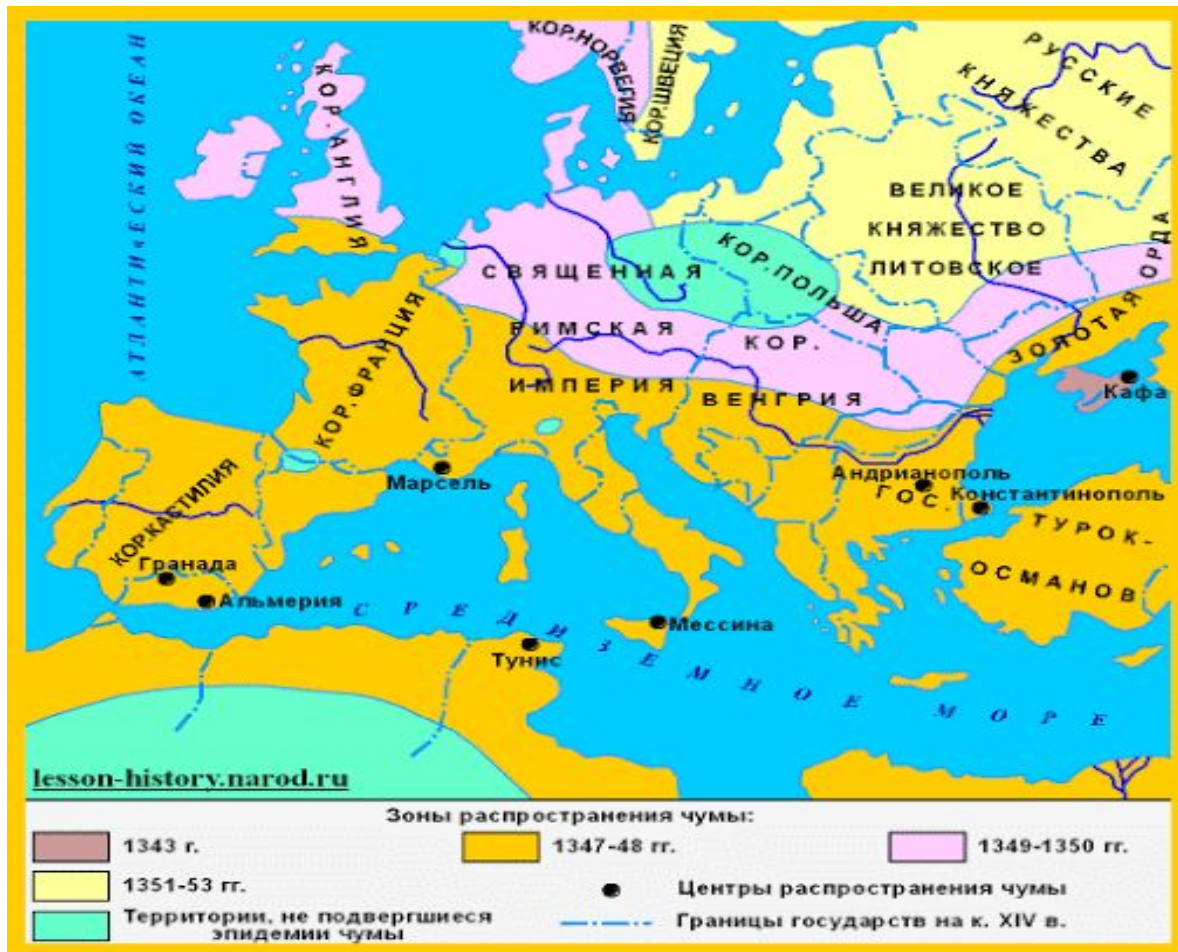 АТЛАНТИ«ЕСКИЙ ОКЕАН
КОР. АНГЛИЯ
КОР.НОРВЕГИЯ
КОР.ШВЕЦИЯ
РУССКИЕ
КНЯЖЕСТВА
ВЕЛИКОЕ
КНЯЖЕСТВО
ЛИТОВСКОЕ
ЗОЛОТАЯ ОРДА
СВЯЩЕННАЯ
РИМСКАЯ
ИМПЕРИЯ
КОР.ПОЛЬША
КОР.
ВЕНГРИЯ
КОР.ФРАНЦИЯ
Кафа
Марсель
Андрианополь
ГОС.
Константинополь
ТУРОК-
ОСМАНОВ
КОР.КАСТИЛИЯ
Гранада
Альмерия
СРЕДИЗЕМНОЕ МОРЕ
Мессина
Тунис
lesson-history.narod.ru
Зоны распространения чумы:
1343 г.
1347-48 гг.
1349-1350 гг.
1351-53 гг.
Центры распространения чумы
Территории, не подвергшиеся
эпидемии чумы
Границы государств на к. XIV в.